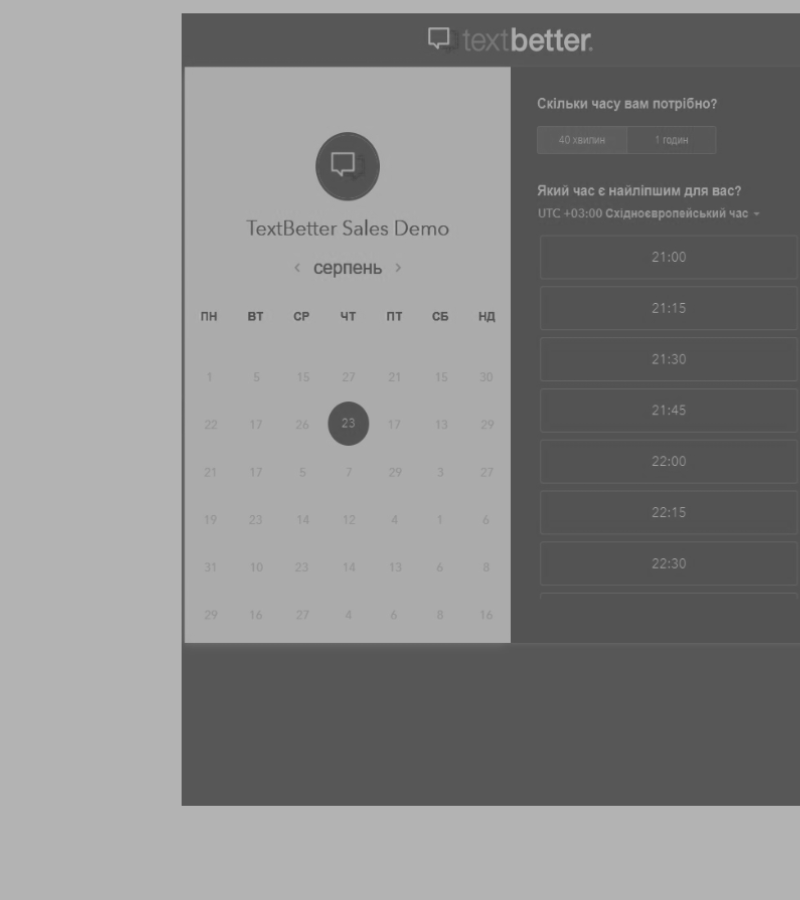 textbetter.
TextBetter Sales Demo
‹ серпень ›
ПН ВТ СР ЧТ ПТ СБ НД
1 5 15 27 21 15 30
22 17 26 23 17 13 29
21 17 5 7 29 3 27
19 23 14 12 4 1 6
31 10 23 14 13 6 8
29 16 27 4 6 8 16
Скільки часу вам потрібно?
40 хвилин 1 годин
Який час є найліпшим для вас?
UTC +03:00 Східноєвропейський час
21:00
21:15
21:30
21:45
22:00
22:15
22:30